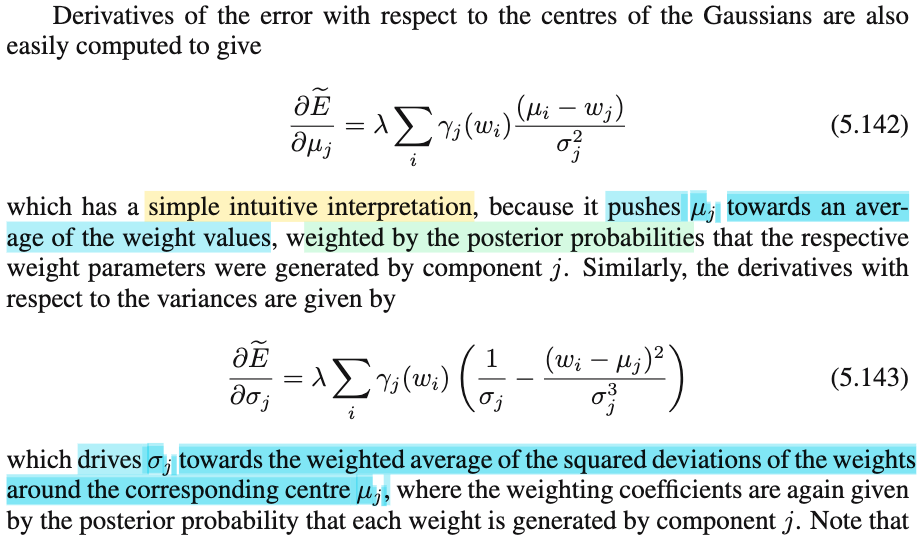 Derivatives of the error with respect to the centres of the Gaussians are also
easily computed to give
∂Ẽ/∂μ_j = λ ∑_i γ_j(w_i) (μ_i − w_j)/σ_j^2 (5.142)
which has a simple intuitive interpretation, because it pushes μ_j towards an aver-
age of the weight values, weighted by the posterior probabilities that the respective
weight parameters were generated by component j. Similarly, the derivatives with
respect to the variances are given by
∂Ẽ/∂σ_j = λ ∑_i γ_j(w_i) (1/σ_j − (w_i − μ_j)^2/σ_j^3) (5.143)
which drives σ_j towards the weighted average of the squared deviations of the weights
around the corresponding centre μ_j, where the weighting coefficients are again given
by the posterior probability that each weight is generated by component j. Note that